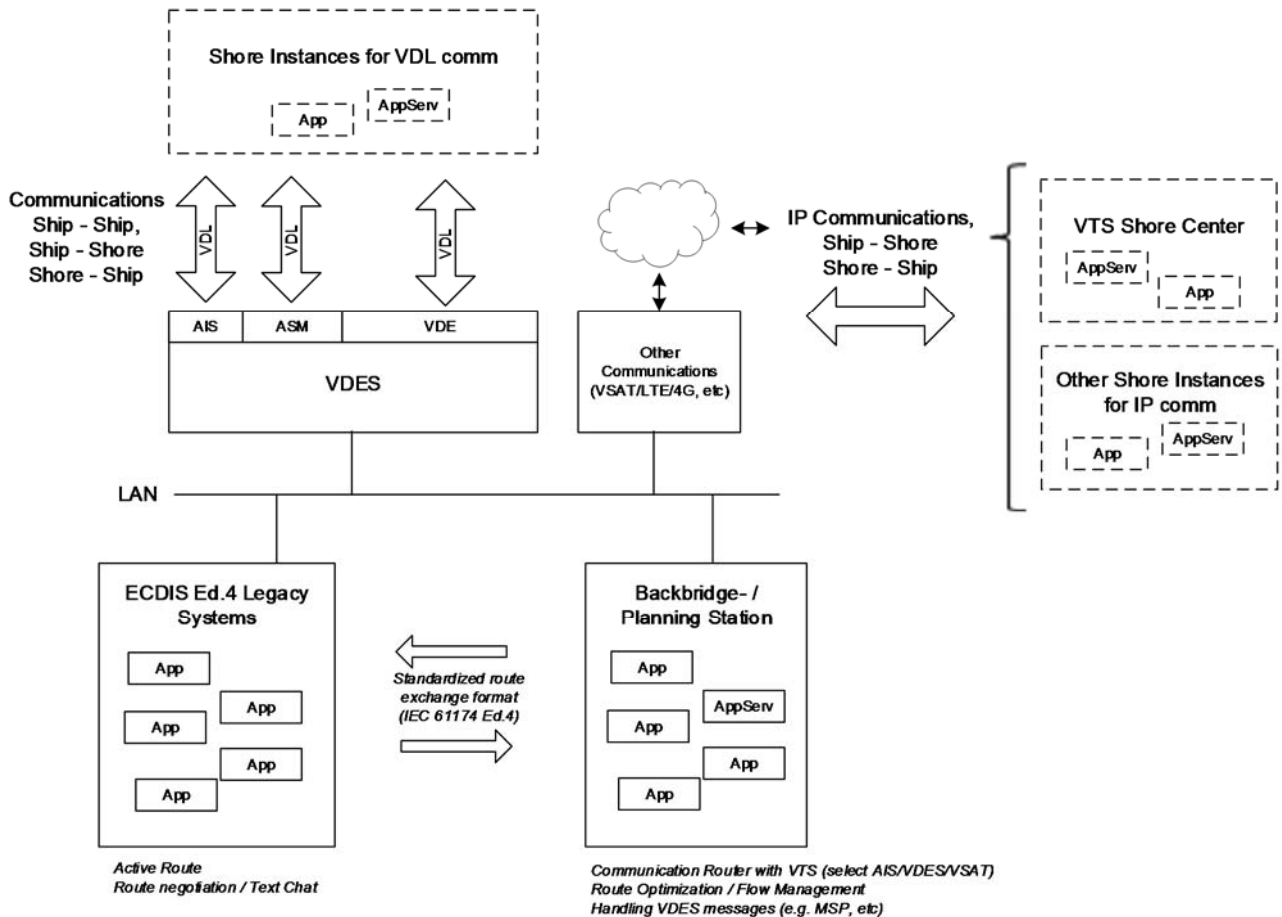 Shore Instances for VDL comm
AppServ
App
Communications
Ship - Ship,
Ship - Shore
Shore - Ship
VDL
VDL
VDL
IP Communications,
Ship - Shore
Shore - Ship
VTS Shore Center
AppServ
App
Other Shore Instances
for IP comm
AppServ
App
AIS
ASM
VDE
VDES
Other
Communications
(VSAT/LTE/4G, etc)
LAN
ECDIS Ed.4 Legacy
Systems
App
App
App
App
App
Standardized route
exchange format
(IEC 61174 Ed.4)
Backbridge- /
Planning Station
App
AppServ
App
App
App
Active Route
Route negotiation / Text Chat
Communication Router with VTS (select AIS/VDES/VSAT)
Route Optimization / Flow Management
Handling VDES messages (e.g. MSP, etc)